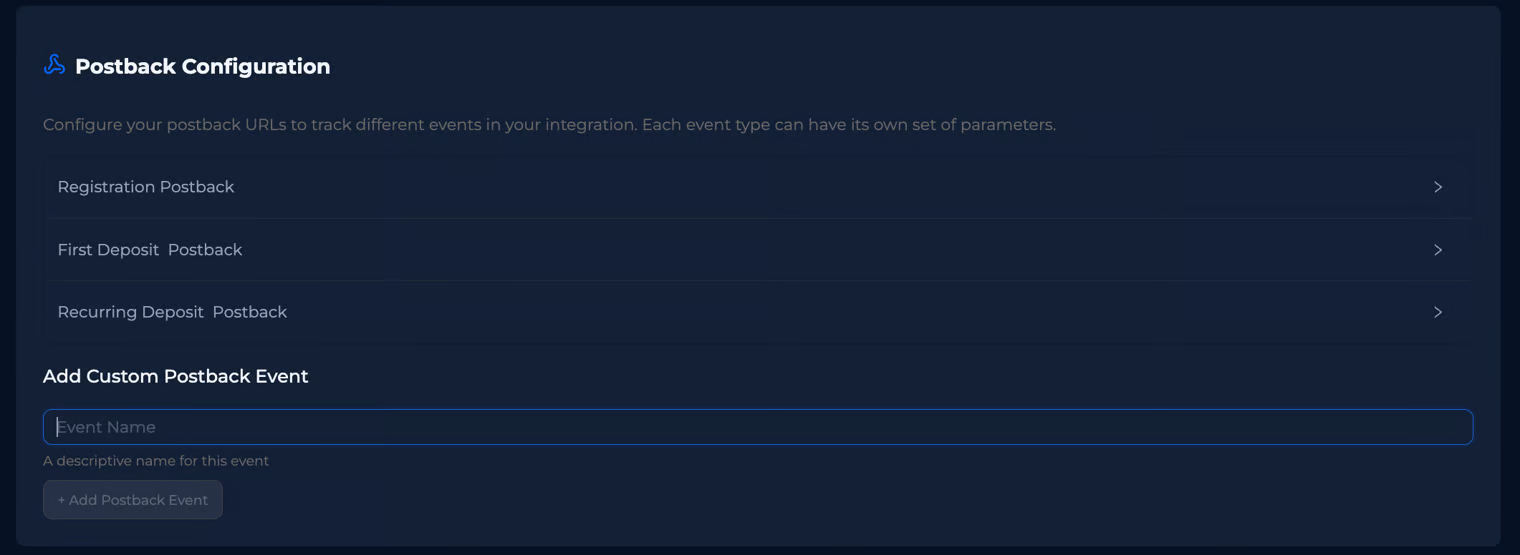 Postback Configuration
Configure your postback URLs to track different events in your integration. Each event type can have its own set of parameters.
Registration Postback
First Deposit  Postback
Recurring Deposit  Postback
Add Custom Postback Event
Event Name
A descriptive name for this event
+ Add Postback Event